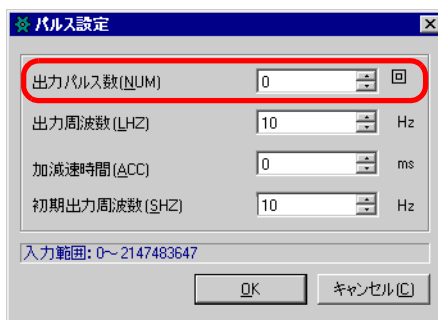 パルス設定
出力パルス数(NUM) 0 回
出力周波数(LHZ) 10 Hz
加減速時間(ACC) 0 ms
初期出力周波数(SHZ) 10 Hz
入力範囲: 0～2147483647
OK キャンセル(C)